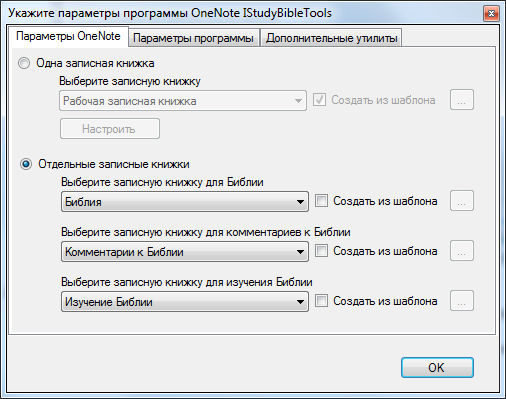 Укажите параметры программы OneNote IStudyBibleTools
Параметры OneNote Параметры программы Дополнительные утилиты
Одна записная книжка
Выберите записную книжку
Рабочая записная книжка Создать из шаблона ...
Настроить
Отдельные записные книжки
Выберите записную книжку для Библии
Библия Создать из шаблона ...
Выберите записную книжку для комментариев к Библии
Комментарии к Библии Создать из шаблона ...
Выберите записную книжку для изучения Библии
Изучение Библии Создать из шаблона ...
OK